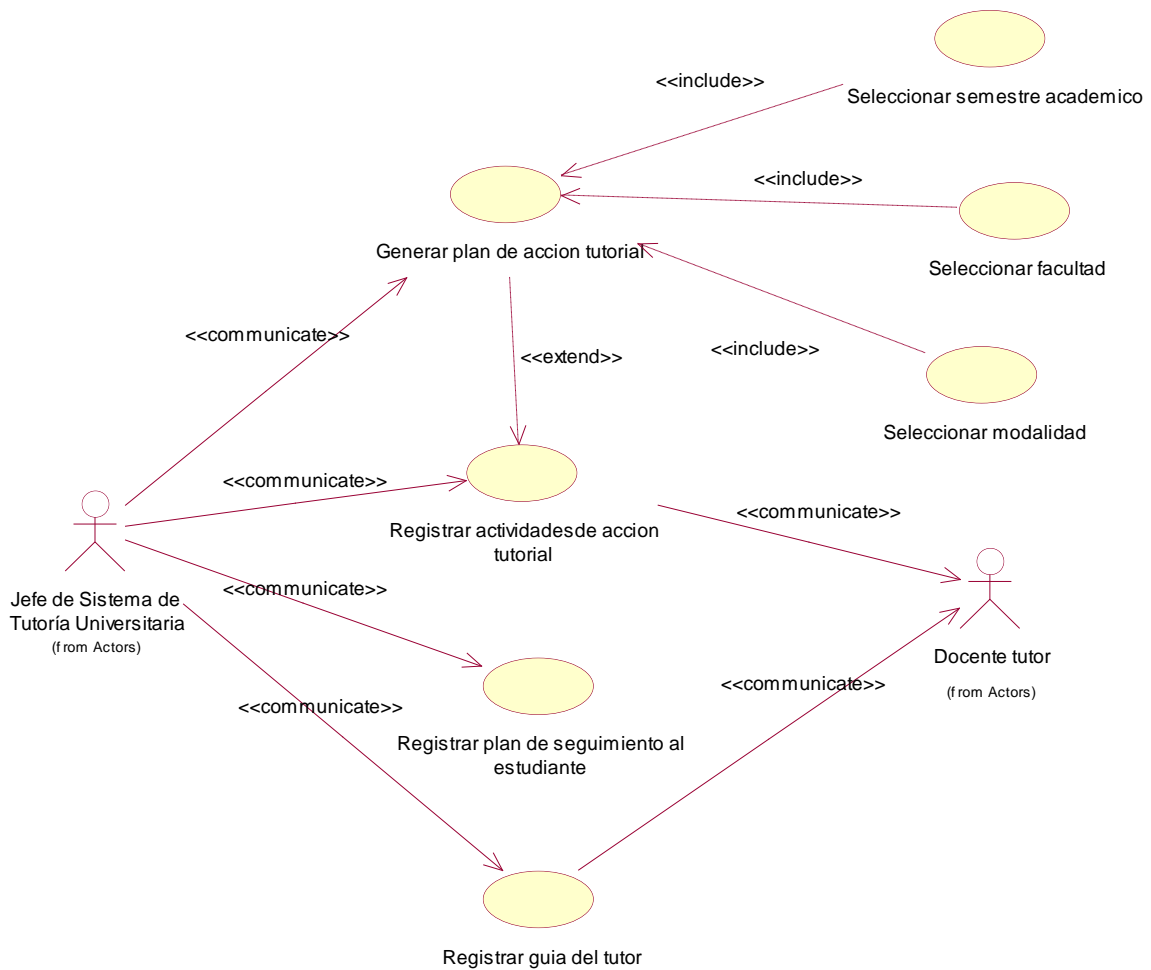 <<include>>
Seleccionar semestre academico
<<include>>
Generar plan de accion tutorial
Seleccionar facultad
<<communicate>>
<<extend>>
<<include>>
Seleccionar modalidad
<<communicate>>
Registrar actividadesde accion
tutorial
<<communicate>>
Jefe de Sistema de
Tutoría Universitaria
(from Actors)
<<communicate>>
Docente tutor
(from Actors)
<<communicate>>
<<communicate>>
Registrar plan de seguimiento al
estudiante
Registrar guia del tutor